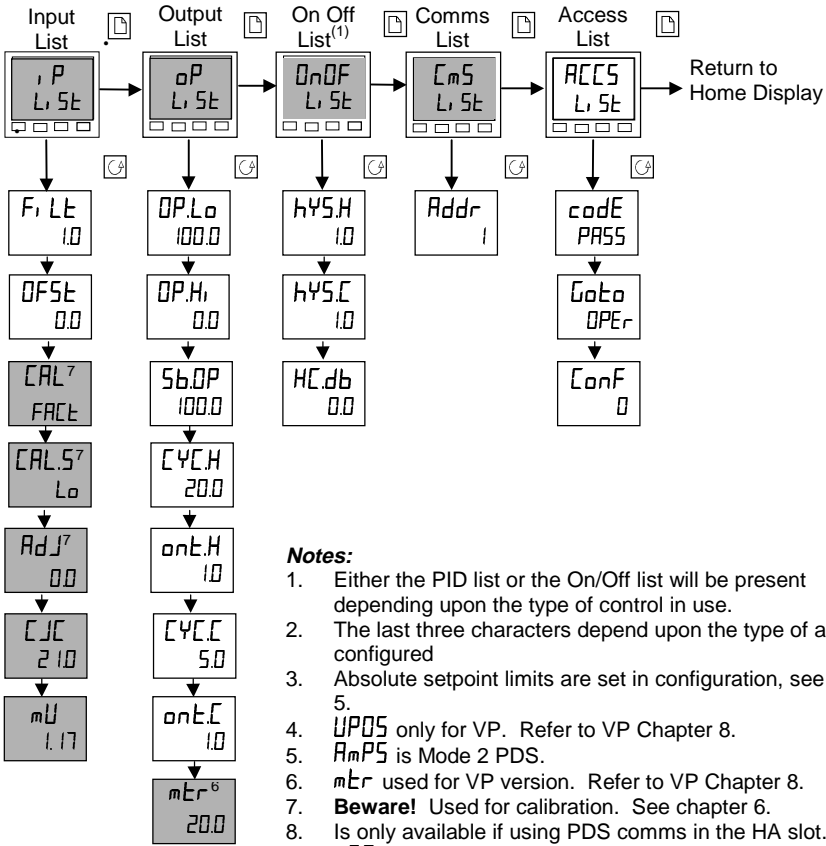 Input List
Output List
On Off List(1)
Comms List
Access List
iP LiSt
oP LiSt
OnOF LiSt
CmS LiSt
ACCS LiSt
Return to Home Display
FiLt 1.0
OP.Lo 100.0
hYS.H 1.0
Addr 1
codE PASS
OFSt 0.0
OP.Hi 0.0
hYS.C 1.0
Goto OPEr
CAL7 FACt
Sb.OP 100.0
HC.db 0.0
ConF 0
CAL.S7 Lo
CYC.H 20.0
AdJ7 0.0
ont.H 1.0
CJC 21.0
CYC.C 5.0
mV 1.17
ont.C 1.0
mtr6 20.0
Notes:
1. Either the PID list or the On/Off list will be present
depending upon the type of control in use.
2. The last three characters depend upon the type of a
configured
3. Absolute setpoint limits are set in configuration, see
5.
4. VPOS only for VP. Refer to VP Chapter 8.
5. AmPS is Mode 2 PDS.
6. mtr used for VP version. Refer to VP Chapter 8.
7. Beware! Used for calibration. See chapter 6.
8. Is only available if using PDS comms in the HA slot.